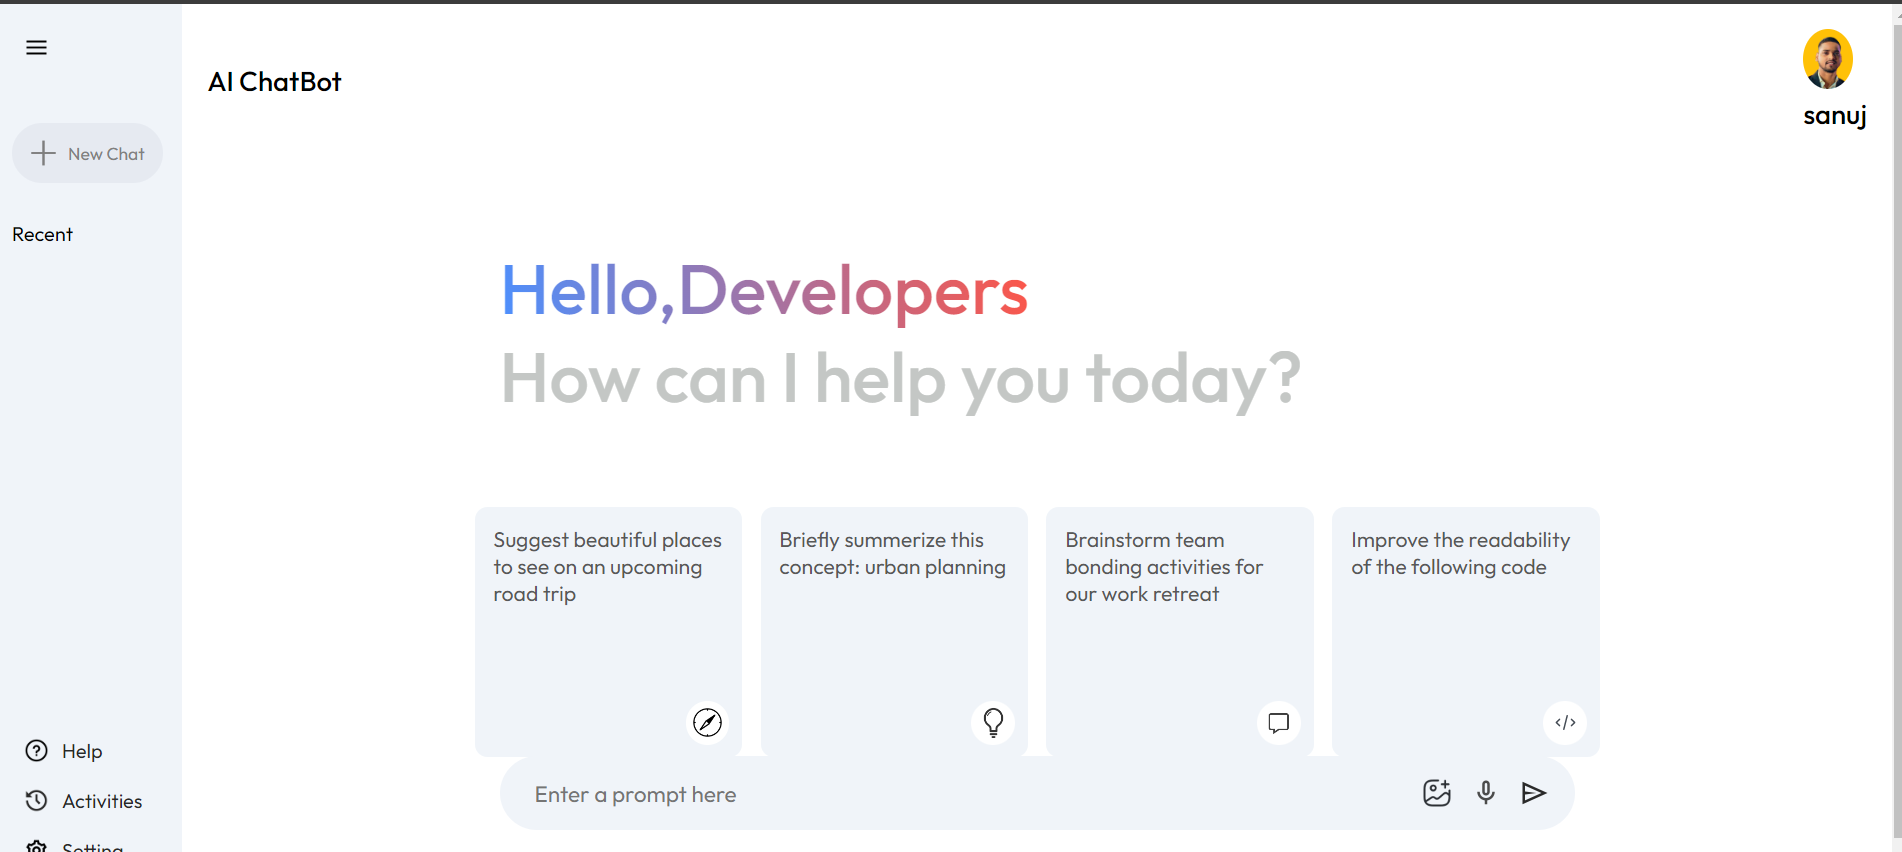 AI ChatBot
sanuj
New Chat
Recent
Hello,Developers
How can I help you today?
Suggest beautiful places
to see on an upcoming
road trip
Briefly summerize this
concept: urban planning
Brainstorm team
bonding activities for
our work retreat
Improve the readability
of the following code
</>
Enter a prompt here
Help
Activities
Setting